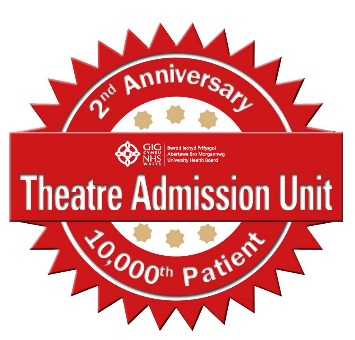 2nd Anniversary
GIG
CYMRU
NHS
WALES
Bwrdd Iechyd Prifysgol
Abertawe Bro Morgannwg
University Health Board
Theatre Admission Unit
10,000th Patient